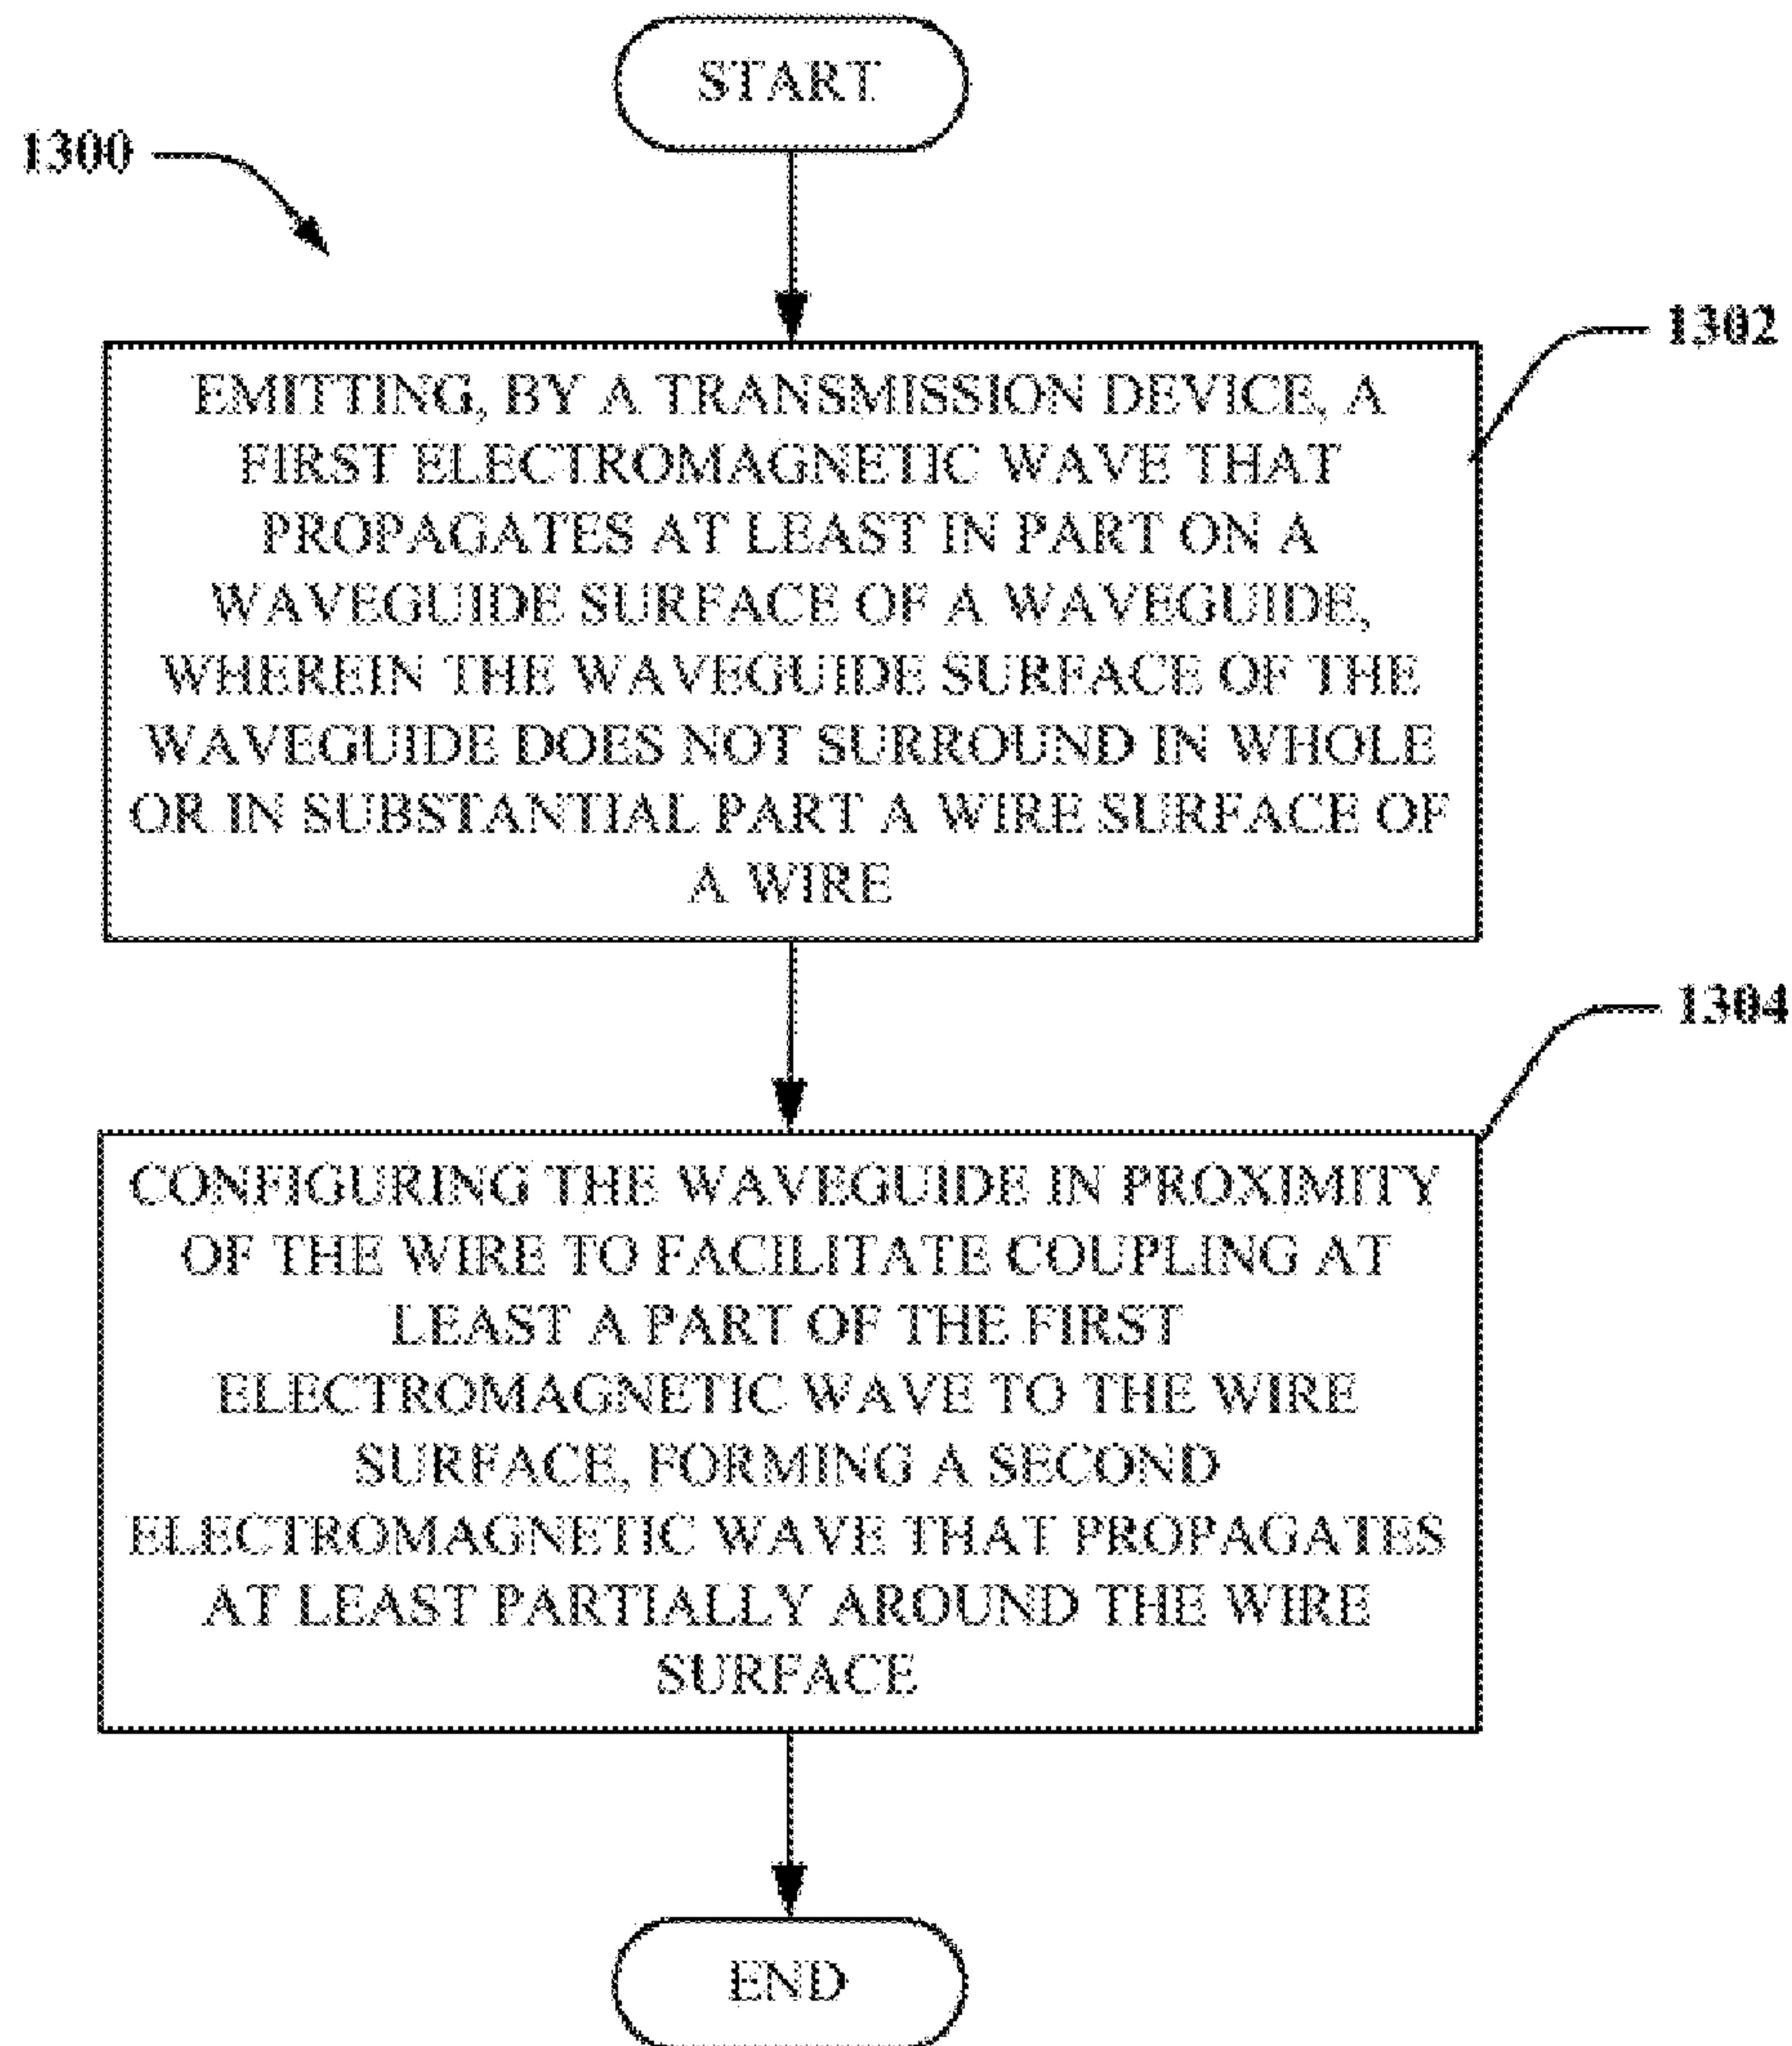 START
1300
1302
EMITTING, BY A TRANSMISSION DEVICE, A
FIRST ELECTROMAGNETIC WAVE THAT
PROPAGATES AT LEAST IN PART ON A
WAVEGUIDE SURFACE OF A WAVEGUIDE,
WHEREIN THE WAVEGUIDE SURFACE OF THE
WAVEGUIDE DOES NOT SURROUND IN WHOLE
OR IN SUBSTANTIAL PART A WIRE SURFACE OF
A WIRE
1304
CONFIGURING THE WAVEGUIDE IN PROXIMITY
OF THE WIRE TO FACILITATE COUPLING AT
LEAST A PART OF THE FIRST
ELECTROMAGNETIC WAVE TO THE WIRE
SURFACE, FORMING A SECOND
ELECTROMAGNETIC WAVE THAT PROPAGATES
AT LEAST PARTIALLY AROUND THE WIRE
SURFACE
END